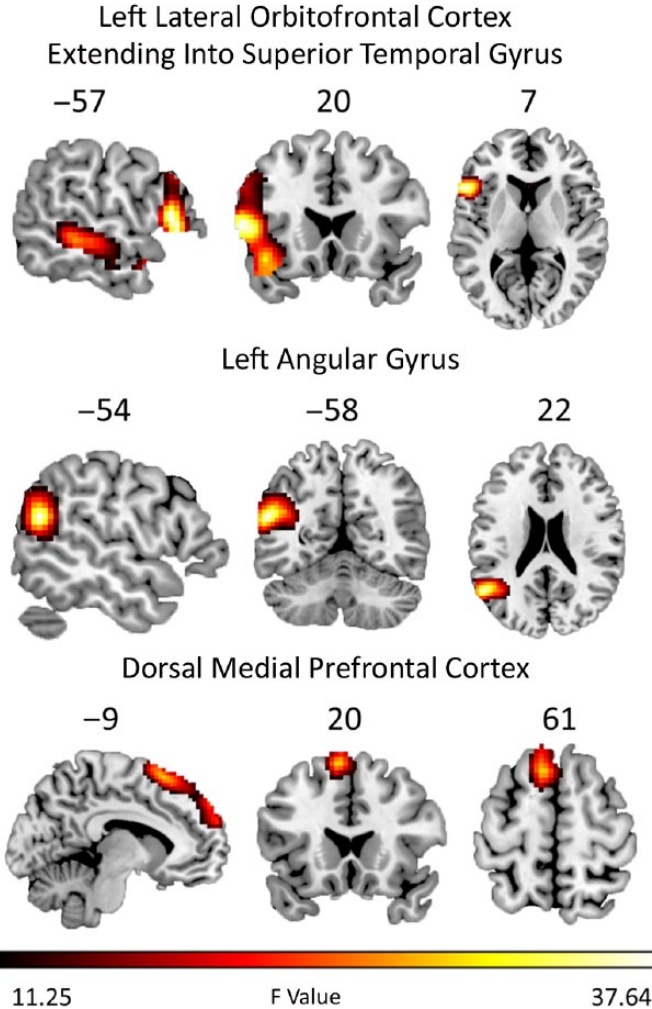 Left Lateral Orbitofrontal Cortex
Extending Into Superior Temporal Gyrus
–57 20 7
Left Angular Gyrus
–54 –58 22
Dorsal Medial Prefrontal Cortex
–9 20 61
11.25 F Value 37.64